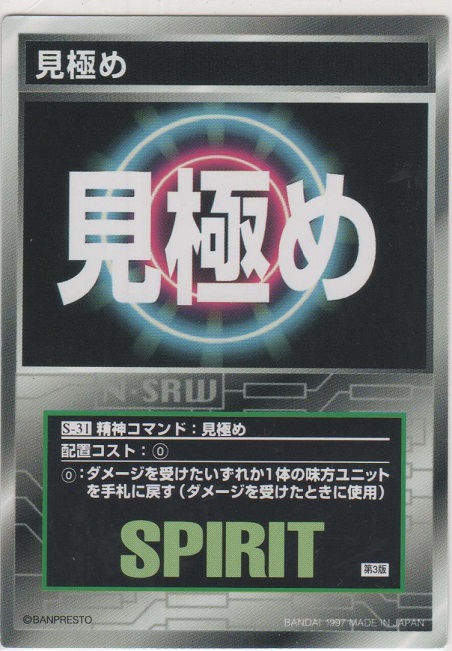 見極め
見極め
N·SRW
S-31 精神コマンド：見極め
配置コスト：⓪
⓪：ダメージを受けたいずれか1体の味方ユニット
を手札に戻す（ダメージを受けたときに使用）
SPIRIT
第3版
©BANPRESTO
BANDAI 1997 MADE IN JAPAN